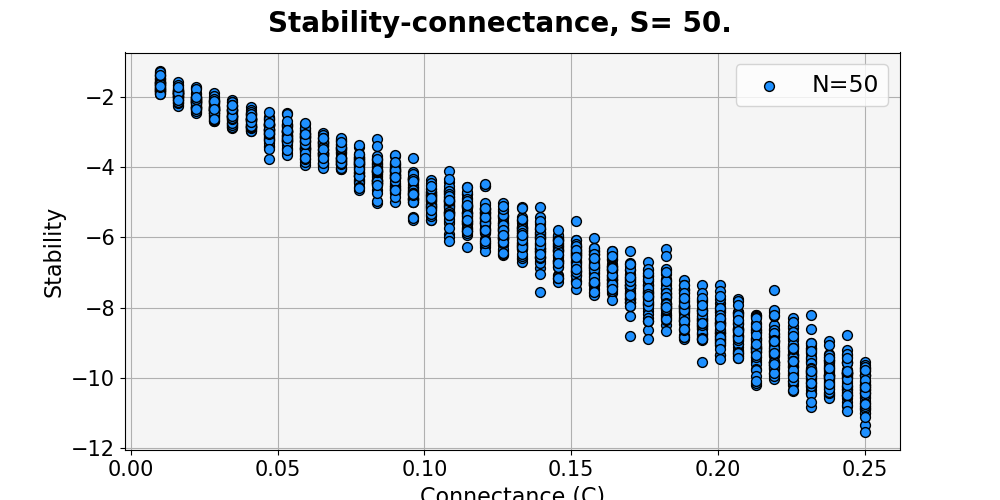 Stability-connectance, S= 50.
N=50
Stability
−2
−4
−6
−8
−10
−12
0.00 0.05 0.10 0.15 0.20 0.25
Connectance (C)